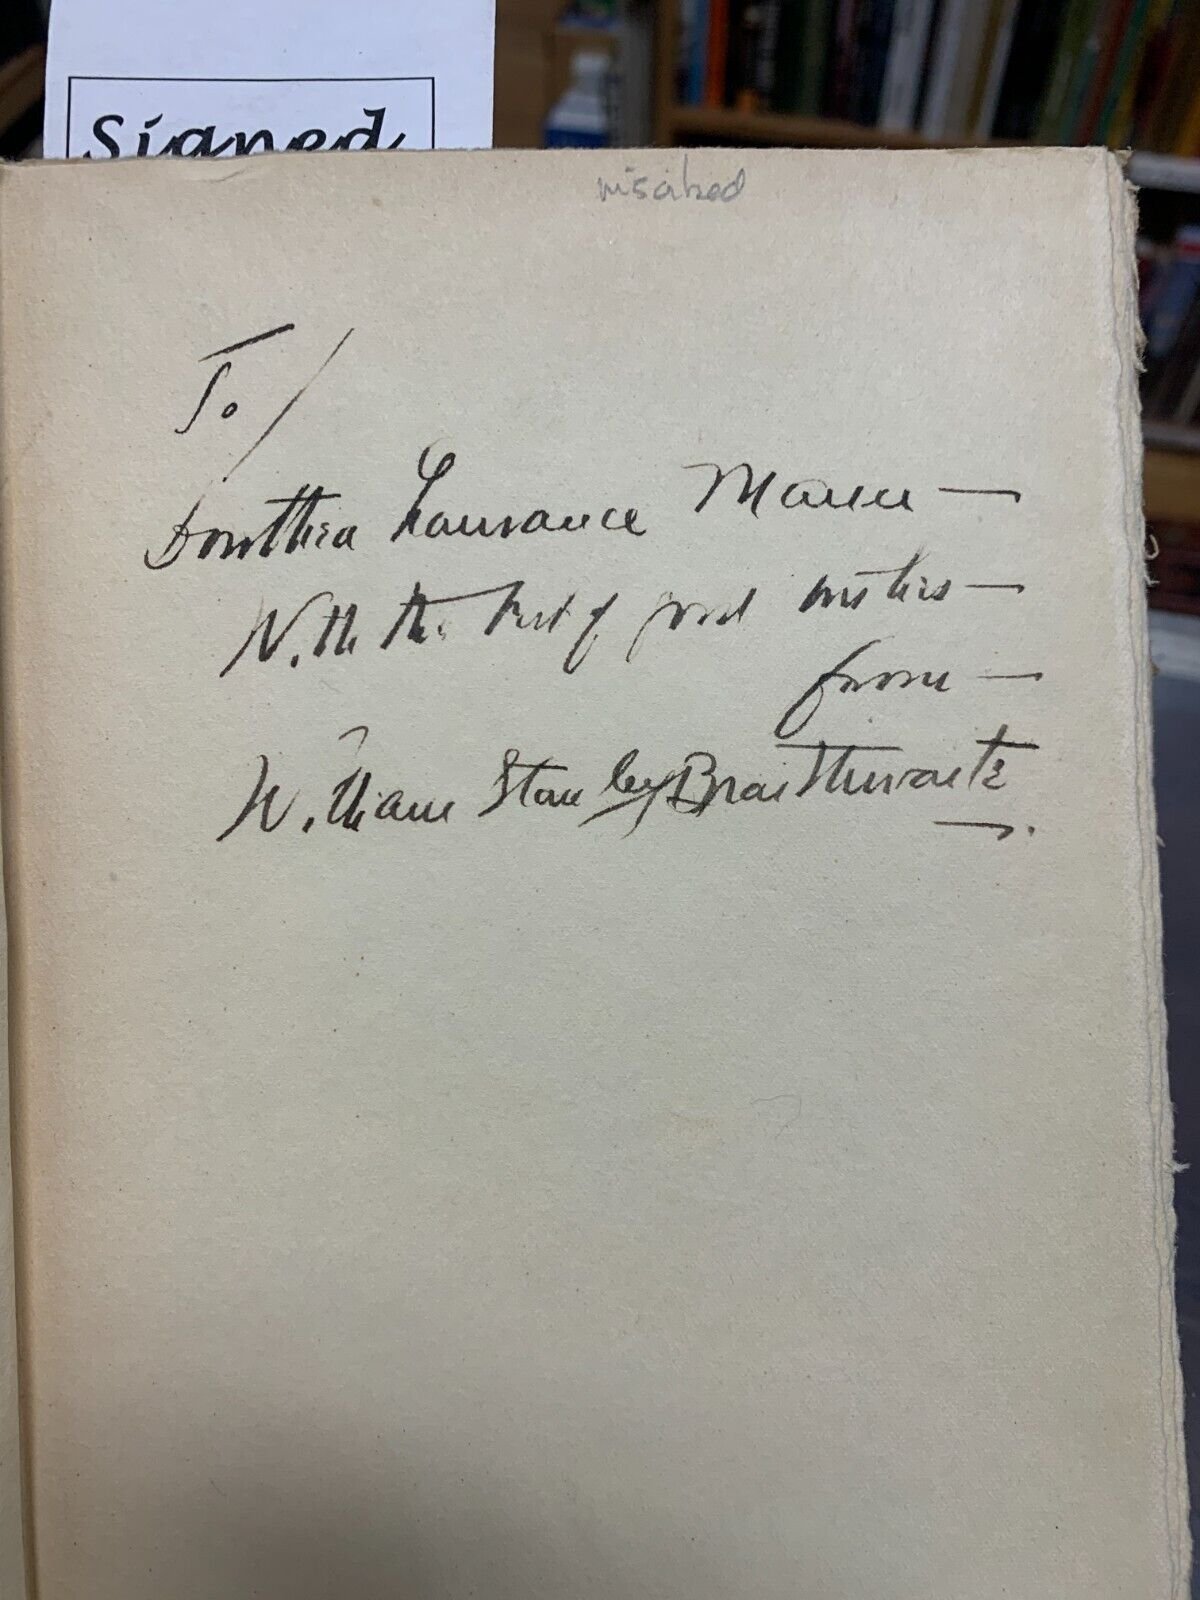 Signed
inscribed
To/
Dorothea Lawrance Mann —
With the best of good wishes —
from —
William Stanley Braithwaite